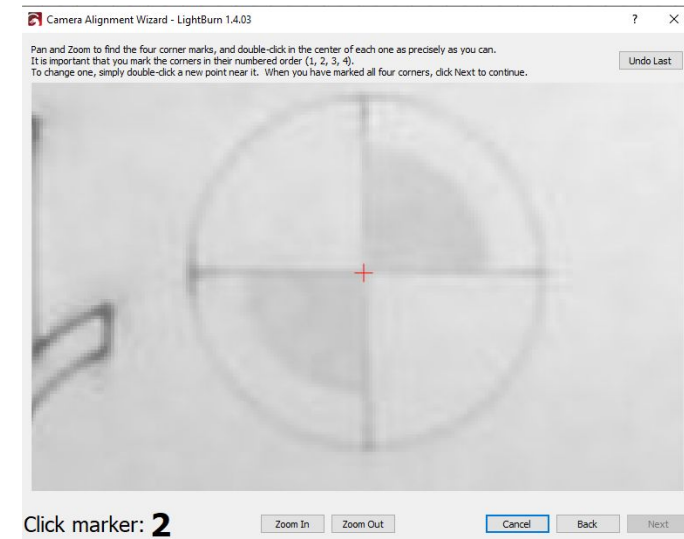 Camera Alignment Wizard - LightBurn 1.4.03
Pan and Zoom to find the four corner marks, and double-click in the center of each one as precisely as you can.
It is important that you mark the corners in their numbered order (1, 2, 3, 4).
To change one, simply double-click a new point near it.  When you have marked all four corners, click Next to continue.
Undo Last
Click marker: 2
Zoom In
Zoom Out
Cancel
Back
Next